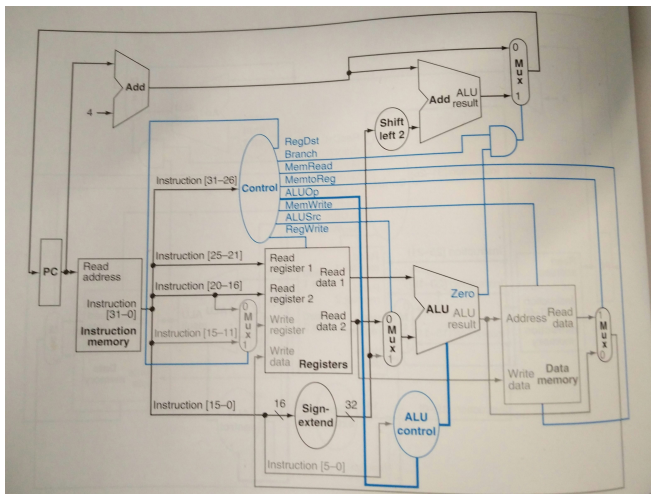 0
M
u
x
1
Add
4
Add
ALU
result
Shift
left 2
RegDst
Branch
MemRead
MemtoReg
ALUOp
MemWrite
ALUSrc
RegWrite
Instruction [31–26]
Control
PC
Read
address
Instruction
[31–0]
Instruction
memory
Instruction [25–21]
Instruction [20–16]
Instruction [15–11]
0
M
u
x
1
Read
register 1
Read
register 2
Write
register
Write
data
Read
data 1
Read
data 2
Registers
0
M
u
x
1
Zero
ALU
ALU
result
Address
Read
data
Write
data
Data
memory
1
M
u
x
0
Instruction [15–0]
16
Sign-
extend
32
ALU
control
Instruction [5–0]